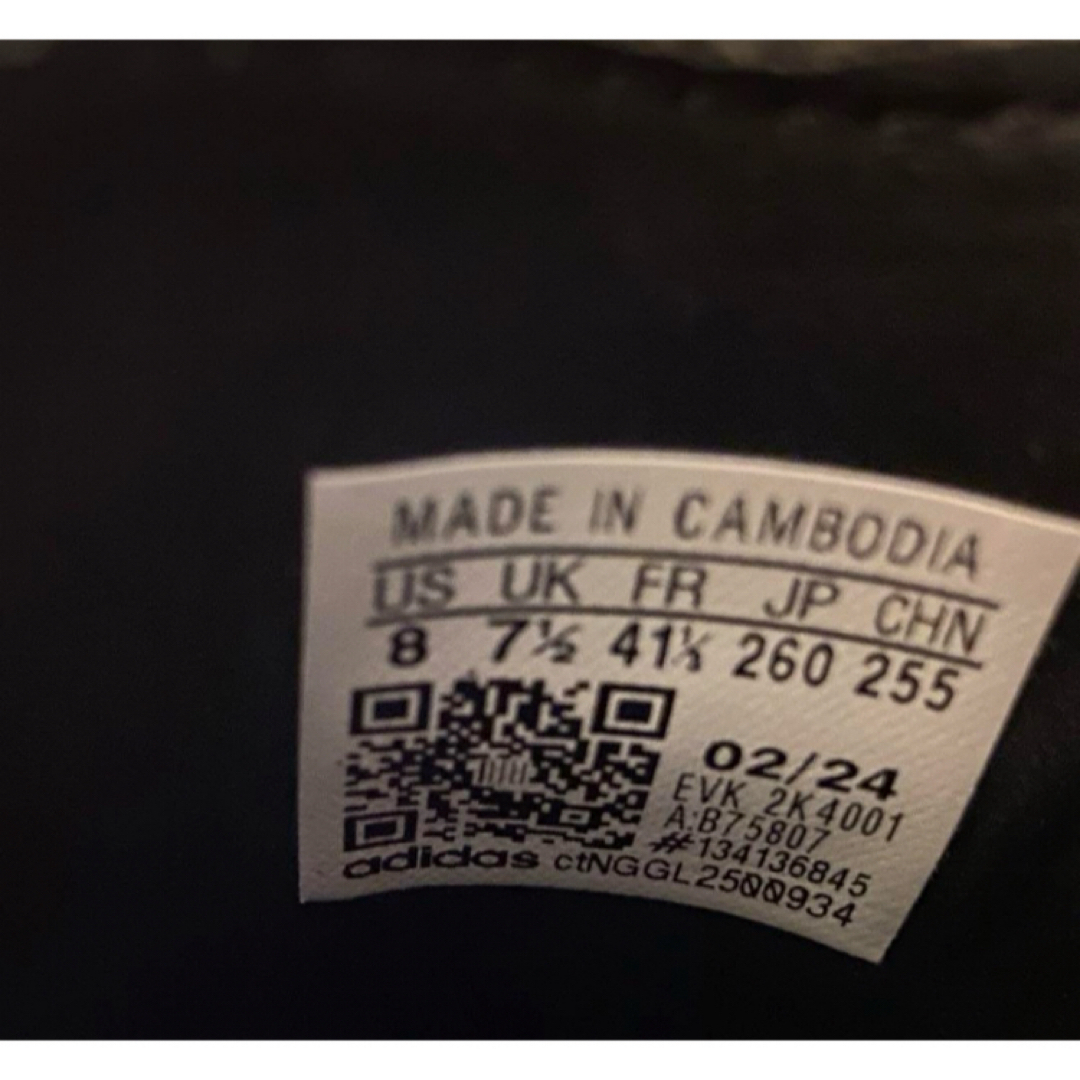 MADE IN CAMBODIA
US UK FR JP CHN
8 7½ 41⅓ 260 255
02/24
EVK 2K4001
A:B75807
#134136845
adidas ctNGGL2500934